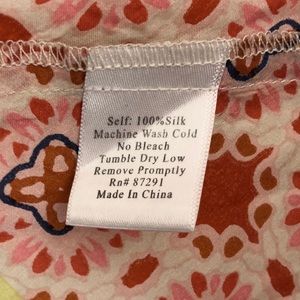 Self: 100%Silk
Machine Wash Cold
No Bleach
Tumble Dry Low
Remove Promptly
Rn# 87291
Made In China